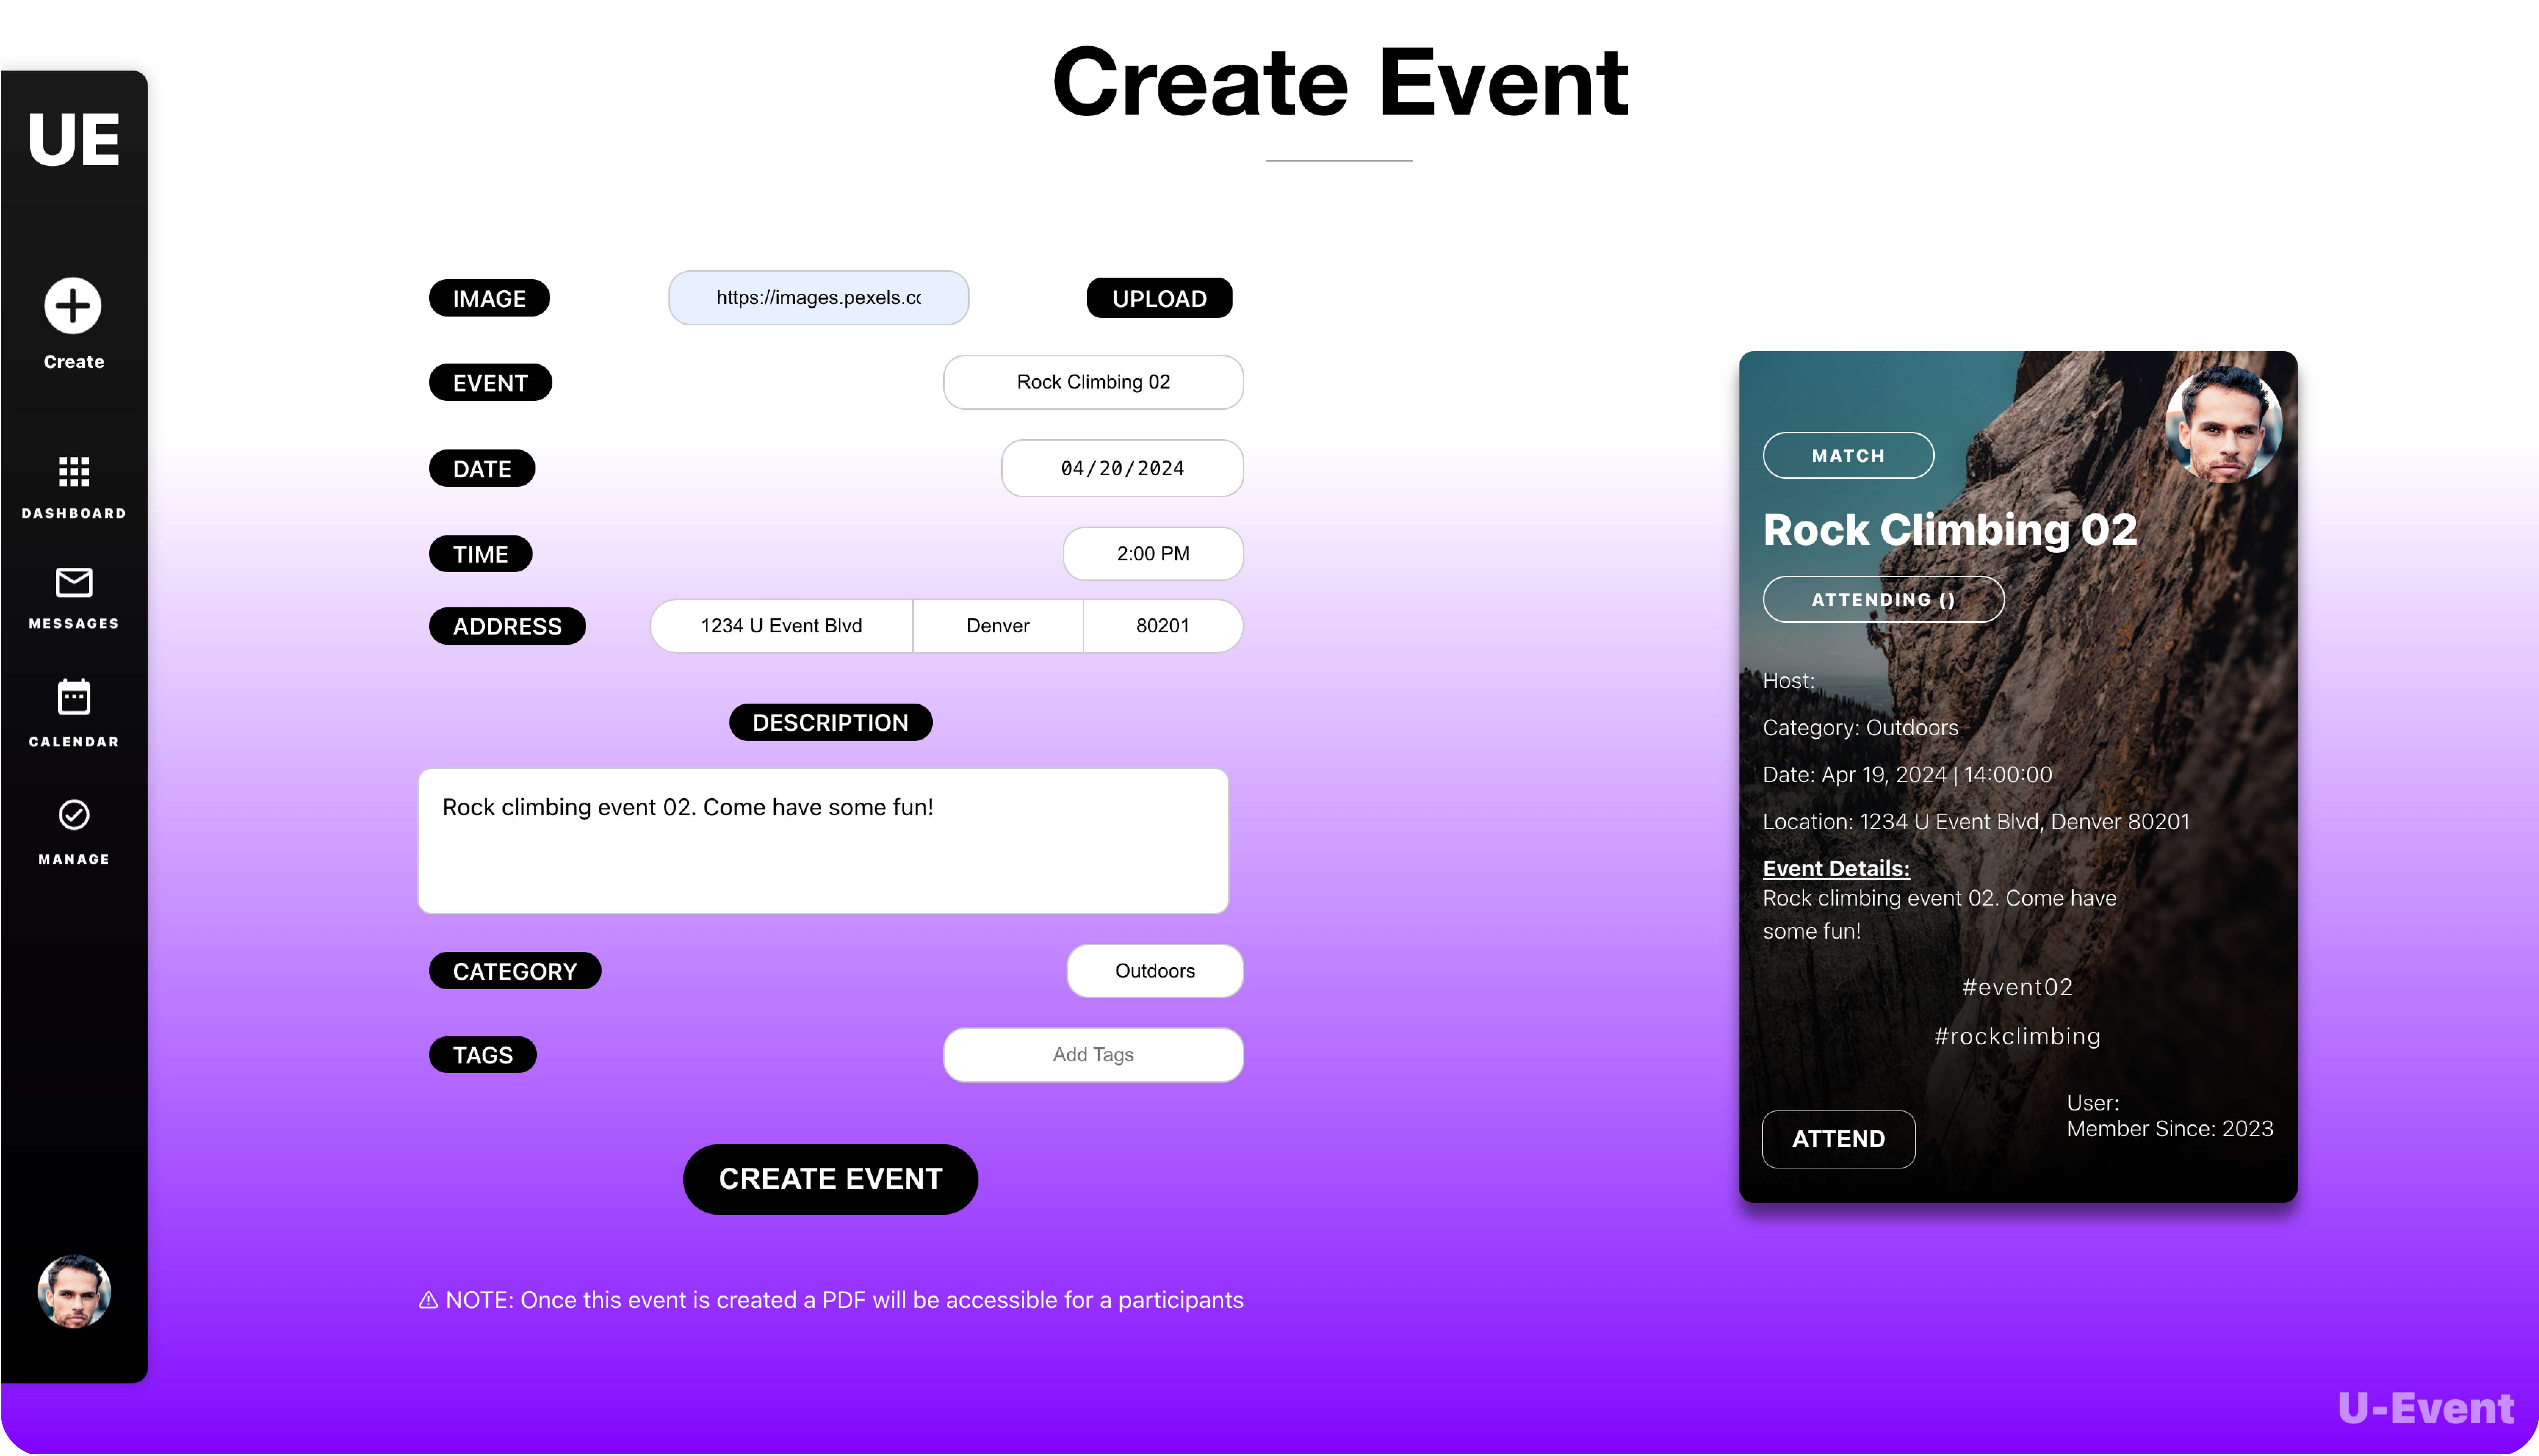 Create Event
UE
Create
DASHBOARD
MESSAGES
CALENDAR
MANAGE
IMAGE https://images.pexels.cc UPLOAD
EVENT Rock Climbing 02
DATE 04/20/2024
TIME 2:00 PM
ADDRESS 1234 U Event Blvd Denver 80201
DESCRIPTION
Rock climbing event 02. Come have some fun!
CATEGORY Outdoors
TAGS Add Tags
CREATE EVENT
⚠ NOTE: Once this event is created a PDF will be accessible for a participants
MATCH
Rock Climbing 02
ATTENDING ()
Host:
Category: Outdoors
Date: Apr 19, 2024 | 14:00:00
Location: 1234 U Event Blvd, Denver 80201
Event Details:
Rock climbing event 02. Come have
some fun!
#event02
#rockclimbing
User:
Member Since: 2023
ATTEND
U-Event